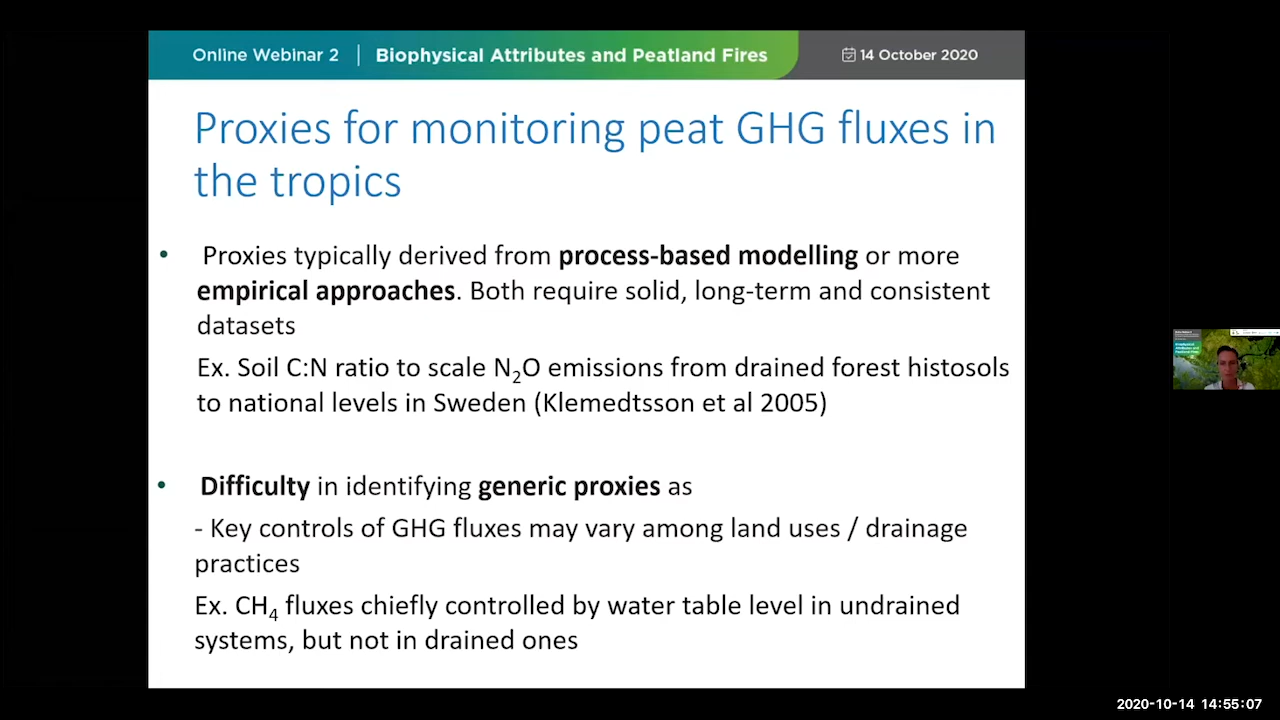 Online Webinar 2 | Biophysical Attributes and Peatland Fires
14 October 2020
Proxies for monitoring peat GHG fluxes in
the tropics
• Proxies typically derived from process-based modelling or more
empirical approaches. Both require solid, long-term and consistent
datasets
Ex. Soil C:N ratio to scale N₂O emissions from drained forest histosols
to national levels in Sweden (Klemedtsson et al 2005)
• Difficulty in identifying generic proxies as
- Key controls of GHG fluxes may vary among land uses / drainage
practices
Ex. CH₄ fluxes chiefly controlled by water table level in undrained
systems, but not in drained ones
2020-10-14 14:55:07